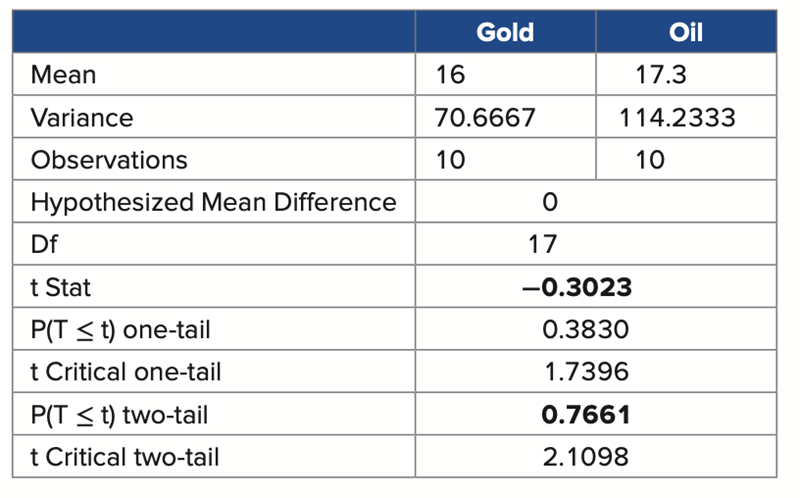 Gold Oil
Mean 16 17.3
Variance 70.6667 114.2333
Observations 10 10
Hypothesized Mean Difference 0
Df 17
t Stat −0.3023
P(T ≤ t) one-tail 0.3830
t Critical one-tail 1.7396
P(T ≤ t) two-tail 0.7661
t Critical two-tail 2.1098